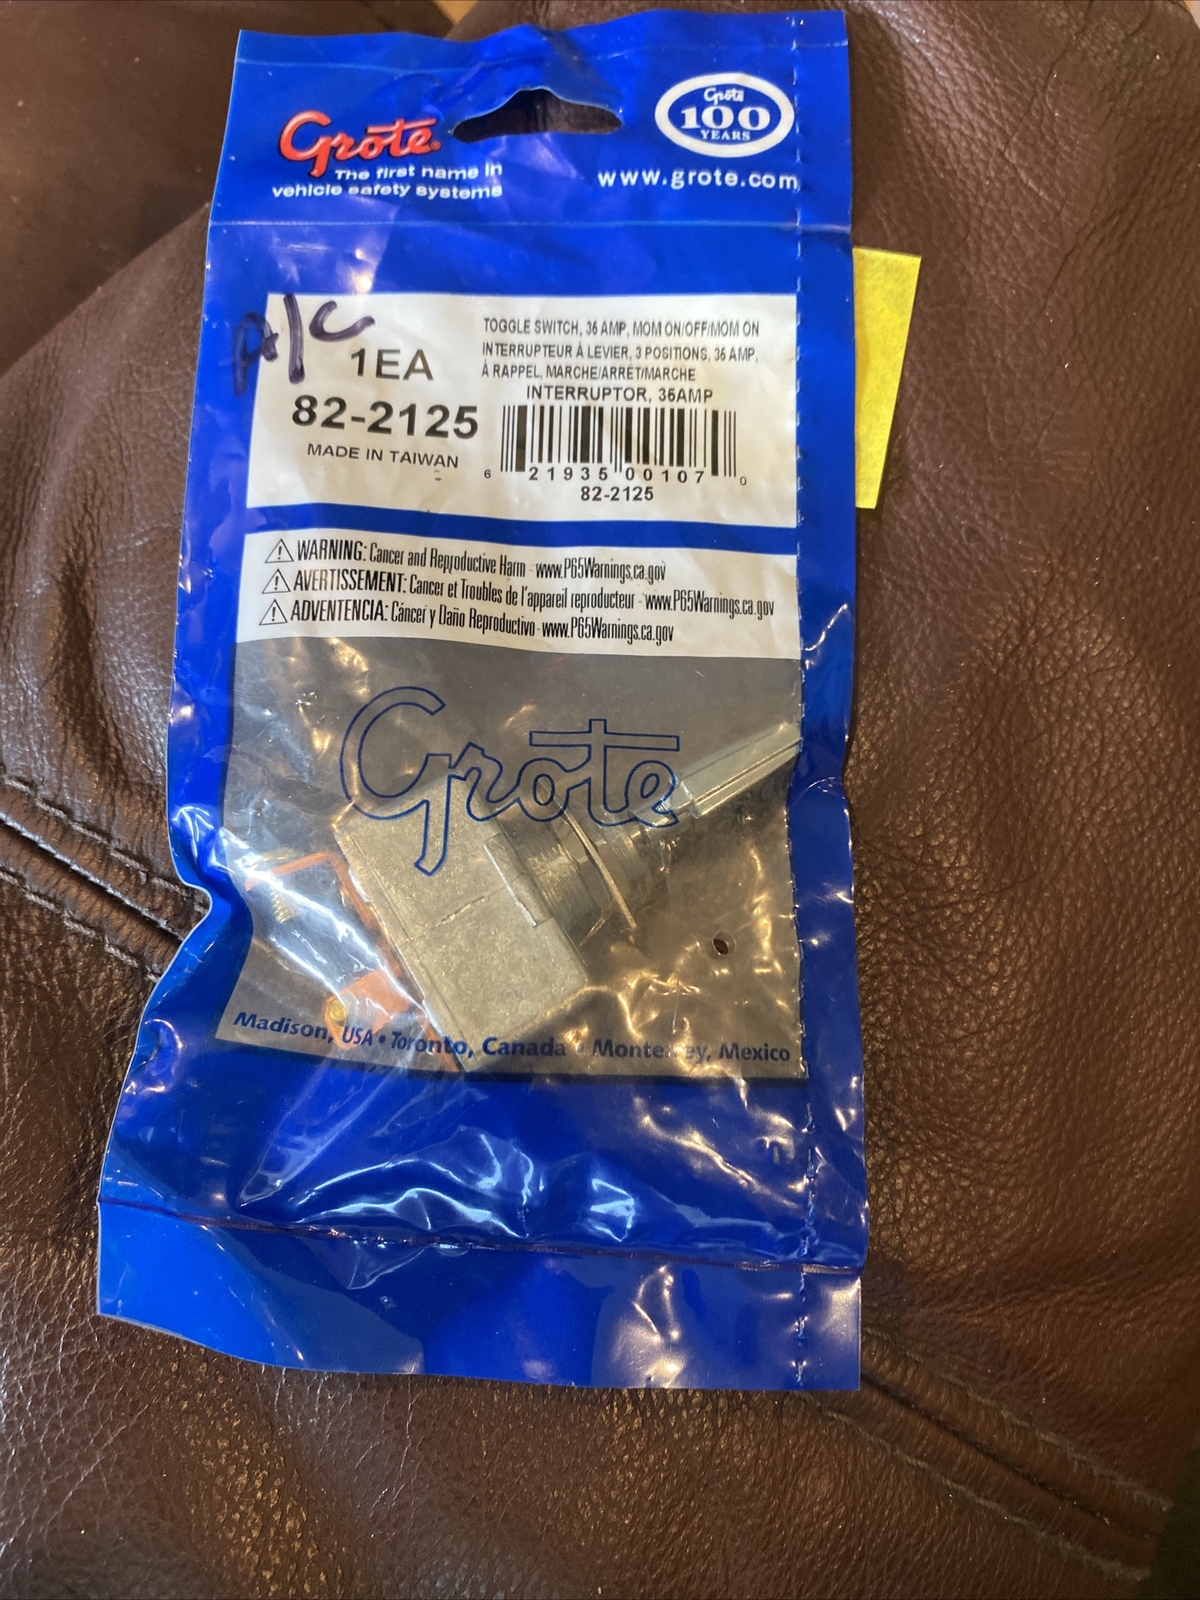 Grote
The first name in
vehicle safety systems
Grote
100
YEARS
www.grote.com
A/C
1EA
82-2125
MADE IN TAIWAN
TOGGLE SWITCH, 36 AMP, MOM ON/OFF/MOM ON
INTERRUPTEUR À LEVIER, 3 POSITIONS, 36 AMP,
À RAPPEL, MARCHE/ARRÊT/MARCHE
INTERRUPTOR, 36AMP
6 21935 00107 0
82-2125
WARNING: Cancer and Reproductive Harm - www.P65Warnings.ca.gov
AVERTISSEMENT: Cancer et Troubles de l'appareil reproducteur - www.P65Warnings.ca.gov
ADVENTENCIA: Cáncer y Daño Reproductivo - www.P65Warnings.ca.gov
Grote
Madison, USA • Toronto, Canada • Monterrey, Mexico